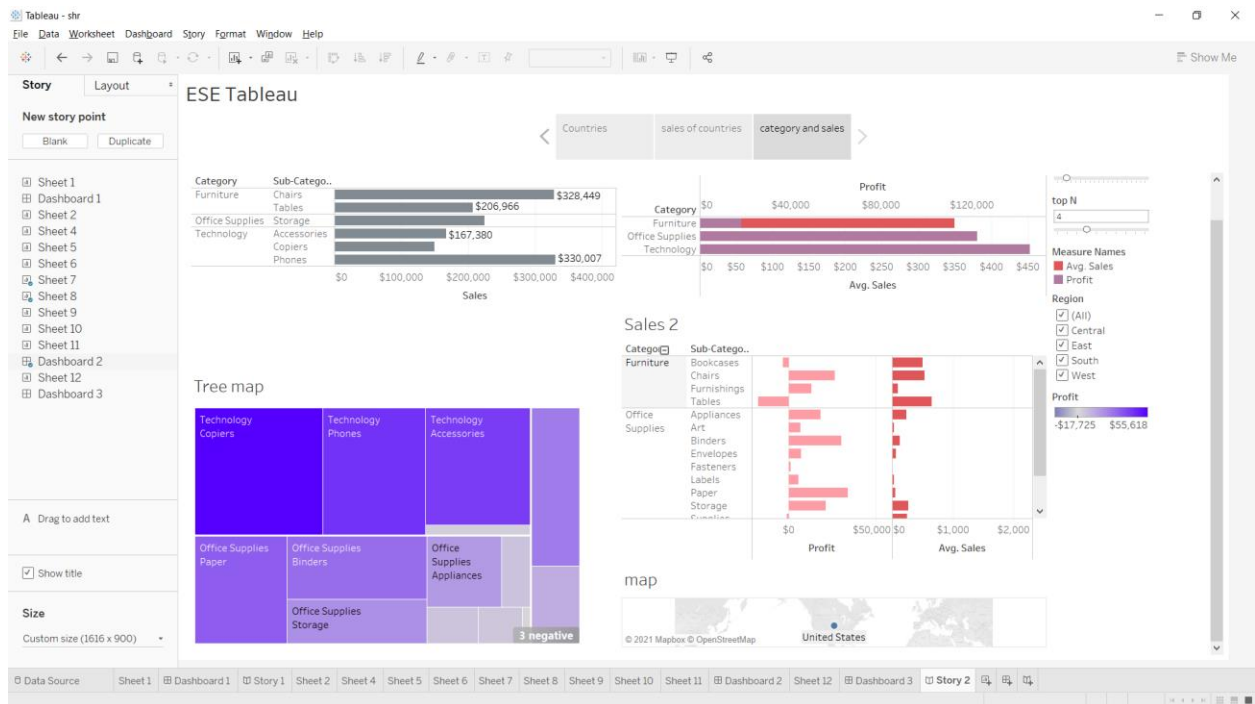 Tableau - shr
File Data Worksheet Dashboard Story Format Window Help
Show Me
Story Layout
New story point
Blank Duplicate
Sheet 1
Dashboard 1
Sheet 2
Sheet 4
Sheet 5
Sheet 6
Sheet 7
Sheet 8
Sheet 9
Sheet 10
Sheet 11
Dashboard 2
Sheet 12
Dashboard 3
A Drag to add text
Show title
Size
Custom size (1616 x 900)
ESE Tableau
Countries sales of countries category and sales
Category Sub-Catego..
Furniture Chairs $328,449
Tables $206,966
Office Supplies Storage
Technology Accessories $167,380
Copiers
Phones $330,007
$0 $100,000 $200,000 $300,000 $400,000
Sales
Profit
Category $0 $40,000 $80,000 $120,000
Furniture
Office Supplies
Technology
$0 $50 $100 $150 $200 $250 $300 $350 $400 $450
Avg. Sales
top N
4
Measure Names
Avg. Sales
Profit
Region
(All)
Central
East
South
West
Profit
-$17,725 $55,618
Tree map
Technology
Copiers
Technology
Phones
Technology
Accessories
Office Supplies
Paper
Office Supplies
Binders
Office
Supplies
Appliances
Office Supplies
Storage
3 negative
Sales 2
Catego Sub-Catego..
Furniture Bookcases
Chairs
Furnishings
Tables
Office Appliances
Supplies Art
Binders
Envelopes
Fasteners
Labels
Paper
Storage
Supplies
$0 $50,000 $0 $1,000 $2,000
Profit Avg. Sales
map
© 2021 Mapbox © OpenStreetMap United States
Data Source Sheet 1 Dashboard 1 Story 1 Sheet 2 Sheet 4 Sheet 5 Sheet 6 Sheet 7 Sheet 8 Sheet 9 Sheet 10 Sheet 11 Dashboard 2 Sheet 12 Dashboard 3 Story 2